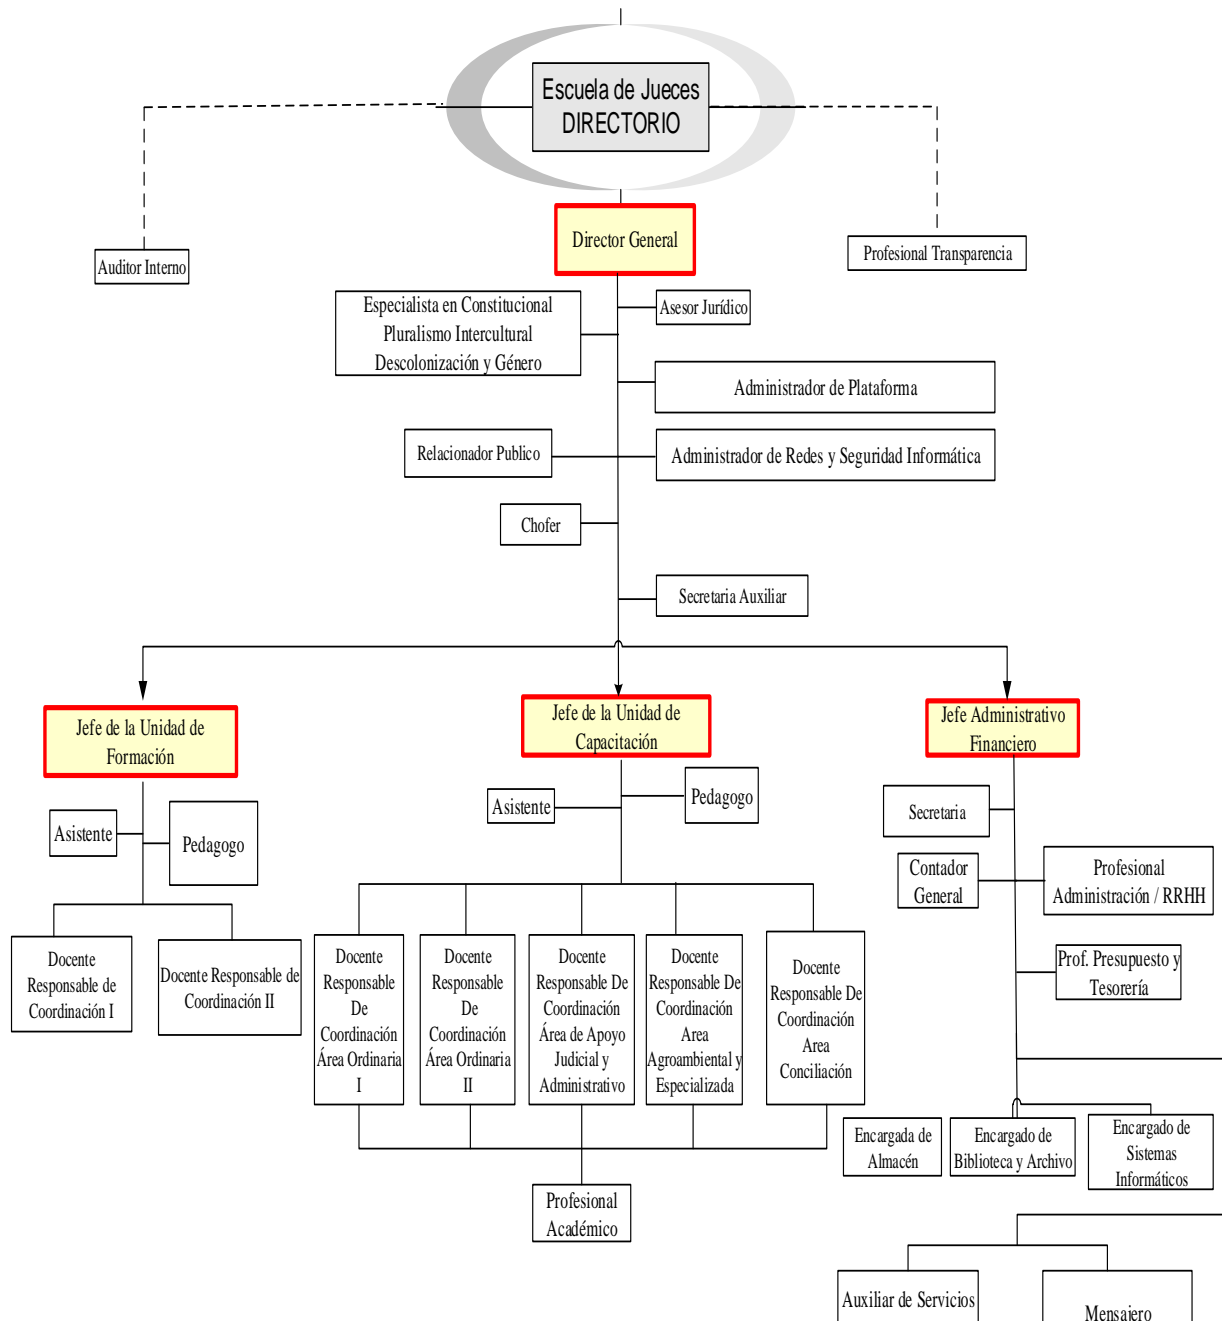 Escuela de Jueces
DIRECTORIO
Director General
Auditor Interno
Profesional Transparencia
Especialista en Constitucional
Pluralismo Intercultural
Descolonización y Género
Asesor Jurídico
Administrador de Plataforma
Relacionador Publico
Administrador de Redes y Seguridad Informática
Chofer
Secretaria Auxiliar
Jefe de la Unidad de
Formación
Jefe de la Unidad de
Capacitación
Jefe Administrativo
Financiero
Asistente
Pedagogo
Asistente
Pedagogo
Secretaria
Contador
General
Profesional
Administración / RRHH
Docente
Responsable de
Coordinación I
Docente Responsable de
Coordinación II
Docente
Responsable
De
Coordinación
Área Ordinaria
I
Docente
Responsable
De
Coordinación
Área Ordinaria
II
Docente
Responsable De
Coordinación
Área de Apoyo
Judicial y
Administrativo
Docente
Responsable De
Coordinación
Area
Agroambiental y
Especializada
Docente
Responsable De
Coordinación
Area
Conciliación
Prof. Presupuesto y
Tesorería
Encargada de
Almacén
Encargado de
Biblioteca y Archivo
Encargado de
Sistemas
Informáticos
Profesional
Académico
Auxiliar de Servicios
Mensajero